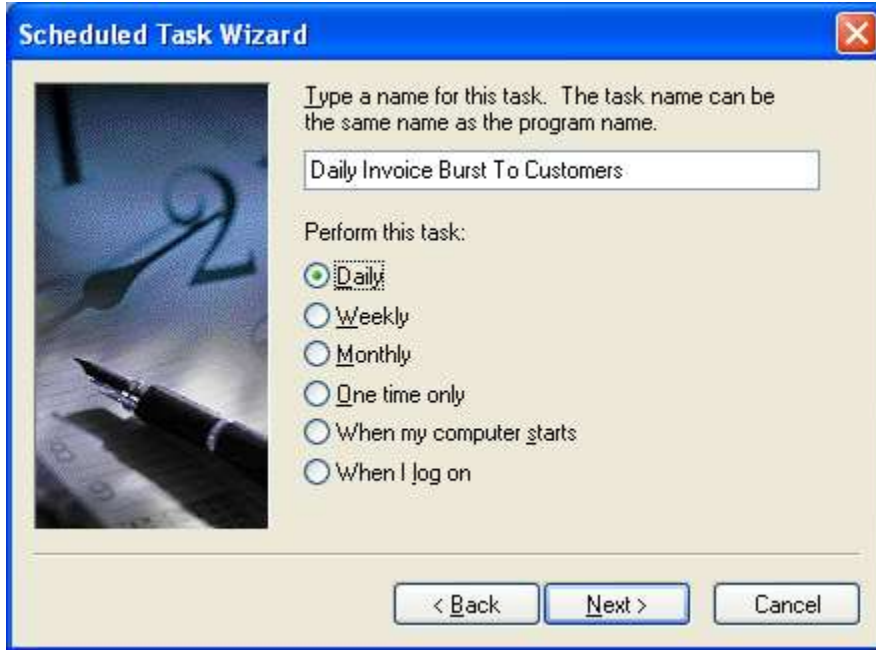 Scheduled Task Wizard
Type a name for this task.  The task name can be
the same name as the program name.
Daily Invoice Burst To Customers
Perform this task:
Daily
Weekly
Monthly
One time only
When my computer starts
When I log on
< Back
Next >
Cancel